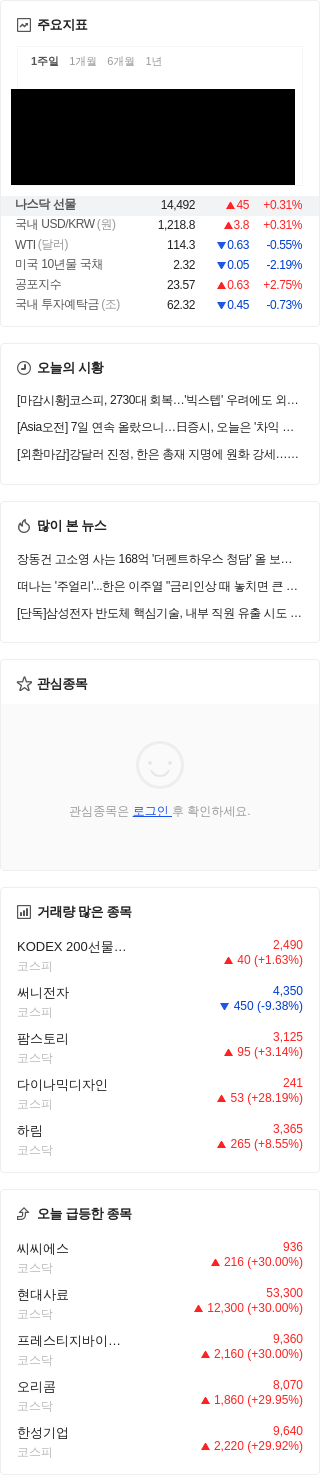 주요지표
1주일 1개월 6개월 1년
나스닥 선물 14,492 ▲45 +0.31%
국내 USD/KRW (원) 1,218.8 ▲3.8 +0.31%
WTI (달러) 114.3 ▼0.63 -0.55%
미국 10년물 국채 2.32 ▼0.05 -2.19%
공포지수 23.57 ▲0.63 +2.75%
국내 투자예탁금 (조) 62.32 ▼0.45 -0.73%
오늘의 시황
[마감시황]코스피, 2730대 회복…'빅스텝' 우려에도 외…
[Asia오전] 7일 연속 올랐으니…日증시, 오늘은 '차익 …
[외환마감]강달러 진정, 한은 총재 지명에 원화 강세……
많이 본 뉴스
장동건 고소영 사는 168억 '더펜트하우스 청담' 올 보…
떠나는 '주얼리'...한은 이주열 "금리인상 때 놓치면 큰 …
[단독]삼성전자 반도체 핵심기술, 내부 직원 유출 시도 …
관심종목
관심종목은 로그인 후 확인하세요.
거래량 많은 종목
KODEX 200선물… 2,490
코스피 ▲ 40 (+1.63%)
써니전자 4,350
코스피 ▼ 450 (-9.38%)
팜스토리 3,125
코스닥 ▲ 95 (+3.14%)
다이나믹디자인 241
코스피 ▲ 53 (+28.19%)
하림 3,365
코스닥 ▲ 265 (+8.55%)
오늘 급등한 종목
씨씨에스 936
코스닥 ▲ 216 (+30.00%)
현대사료 53,300
코스닥 ▲ 12,300 (+30.00%)
프레스티지바이… 9,360
코스닥 ▲ 2,160 (+30.00%)
오리콤 8,070
코스닥 ▲ 1,860 (+29.95%)
한성기업 9,640
코스피 ▲ 2,220 (+29.92%)